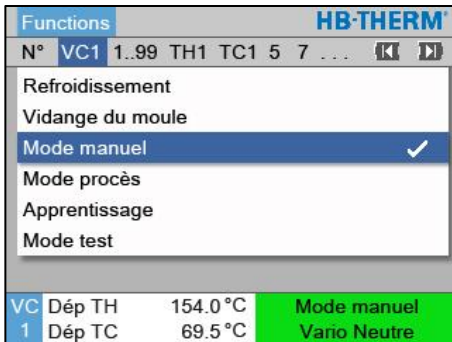 Functions HB-THERM®
N° VC1 1..99 TH1 TC1 5 7 ...
Refroidissement
Vidange du moule
Mode manuel
Mode procès
Apprentissage
Mode test
VC Dép TH 154.0 °C Mode manuel
1 Dép TC 69.5 °C Vario Neutre